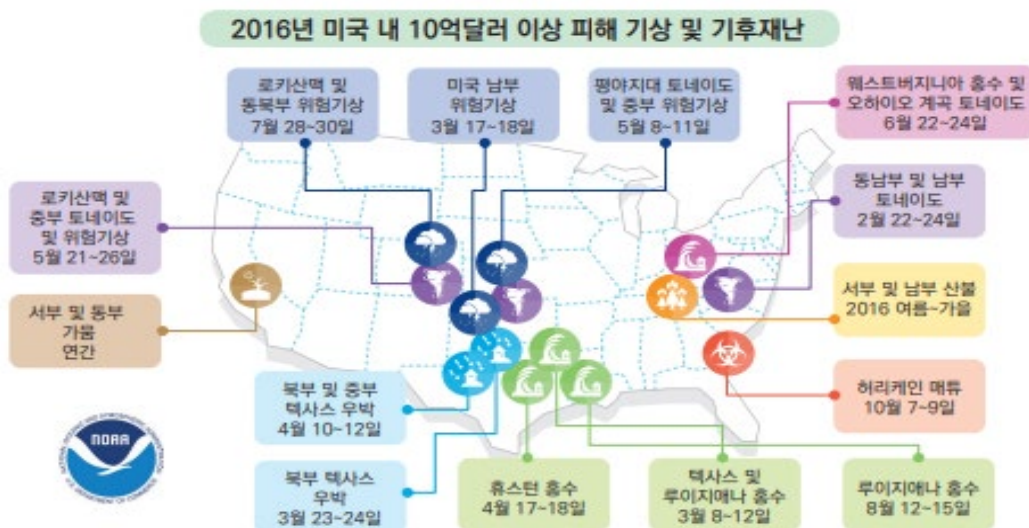 2016년 미국 내 10억달러 이상 피해 기상 및 기후재난
로키산맥 및
동북부 위험기상
7월 28~30일
미국 남부
위험기상
3월 17~18일
평야지대 토네이도
및 중부 위험기상
5월 8~11일
웨스트버지니아 홍수 및
오하이오 계곡 토네이도
6월 22~24일
로키산맥 및
중부 토네이도
및 위험기상
5월 21~26일
동남부 및 남부
토네이도
2월 22~24일
서부 및 동부
가뭄
연간
서부 및 남부 산불
2016 여름~가을
북부 및 중부
텍사스 우박
4월 10~12일
허리케인 매튜
10월 7~9일
북부 텍사스
우박
3월 23~24일
휴스턴 홍수
4월 17~18일
텍사스 및
루이지애나 홍수
3월 8~12일
루이지애나 홍수
8월 12~15일
NOAA